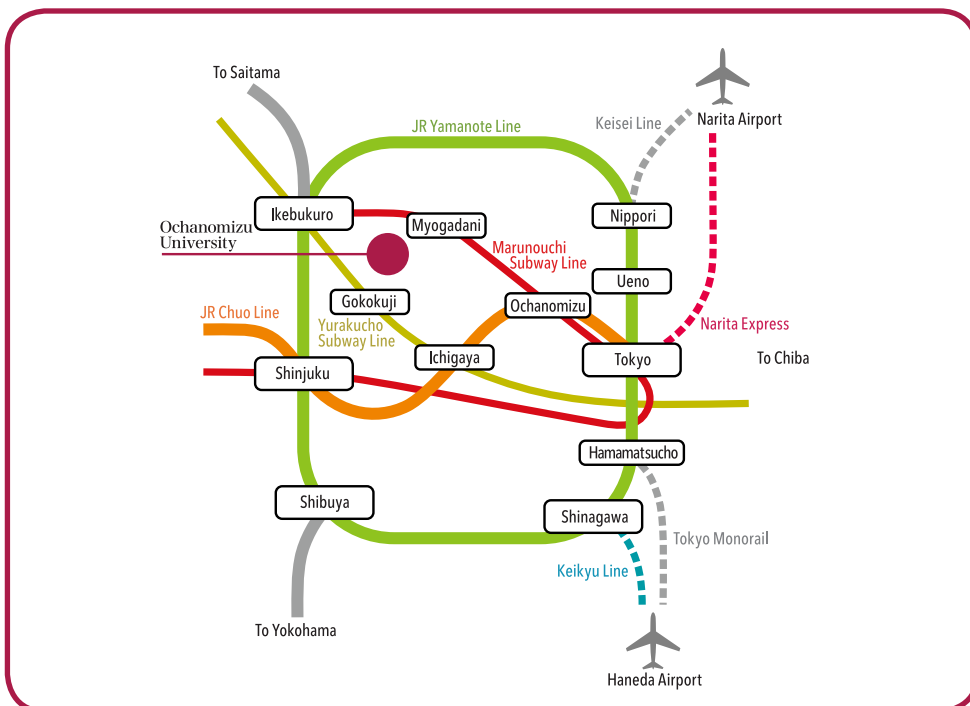 To Saitama
JR Yamanote Line
Keisei Line
Narita Airport
Ikebukuro
Myogadani
Nippori
Ochanomizu
University
Marunouchi
Subway Line
Ueno
Gokokuji
Ochanomizu
JR Chuo Line
Yurakucho
Subway Line
Narita Express
Ichigaya
Tokyo
To Chiba
Shinjuku
Hamamatsucho
Shibuya
Shinagawa
Tokyo Monorail
Keikyu Line
To Yokohama
Haneda Airport